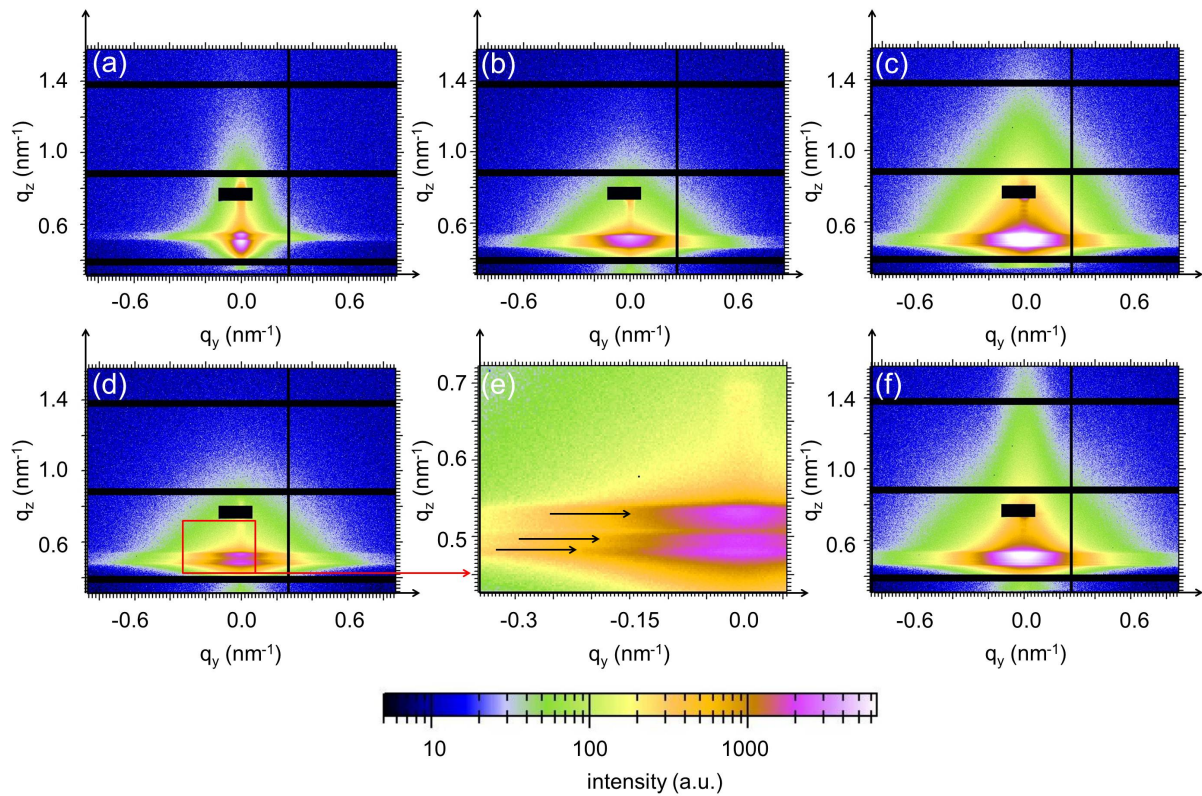 (a) (b) (c)
1.4 1.4 1.4
1.0 1.0 1.0
0.6 0.6 0.6
q_z (nm⁻¹) q_z (nm⁻¹) q_z (nm⁻¹)
-0.6 0.0 0.6 -0.6 0.0 0.6 -0.6 0.0 0.6
q_y (nm⁻¹) q_y (nm⁻¹) q_y (nm⁻¹)
(d) (e) (f)
1.4 0.7 1.4
1.0 0.6 1.0
0.6 0.5 0.6
q_z (nm⁻¹) q_z (nm⁻¹) q_z (nm⁻¹)
-0.6 0.0 0.6 -0.3 -0.15 0.0 -0.6 0.0 0.6
q_y (nm⁻¹) q_y (nm⁻¹) q_y (nm⁻¹)
10 100 1000
intensity (a.u.)